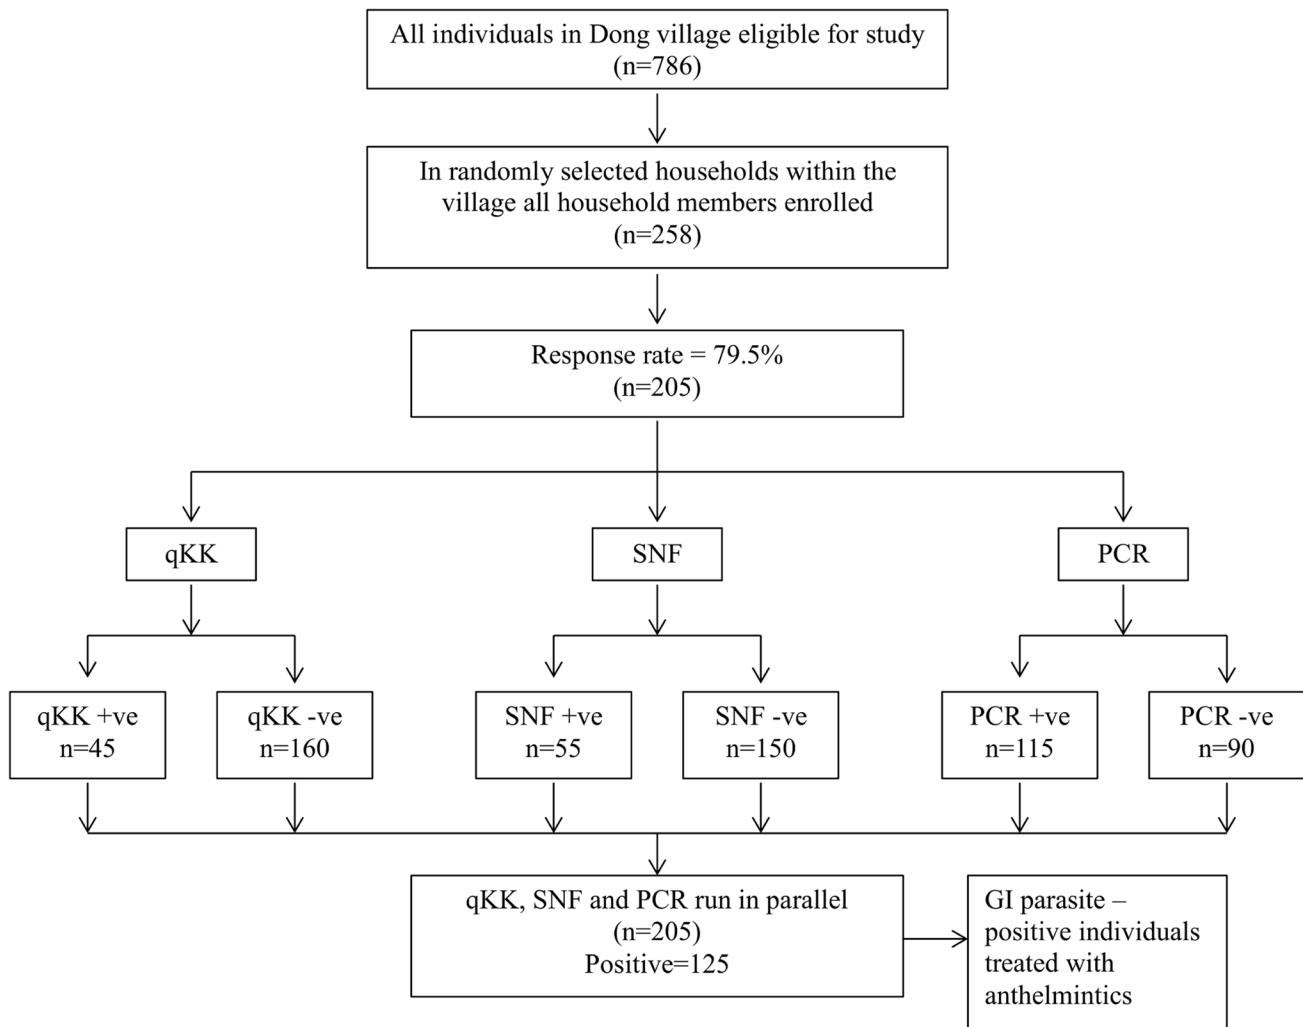 All individuals in Dong village eligible for study
(n=786)
In randomly selected households within the
village all household members enrolled
(n=258)
Response rate = 79.5%
(n=205)
qKK
SNF
PCR
qKK +ve
n=45
qKK -ve
n=160
SNF +ve
n=55
SNF -ve
n=150
PCR +ve
n=115
PCR -ve
n=90
qKK, SNF and PCR run in parallel
(n=205)
Positive=125
GI parasite –
positive individuals
treated with
anthelmintics